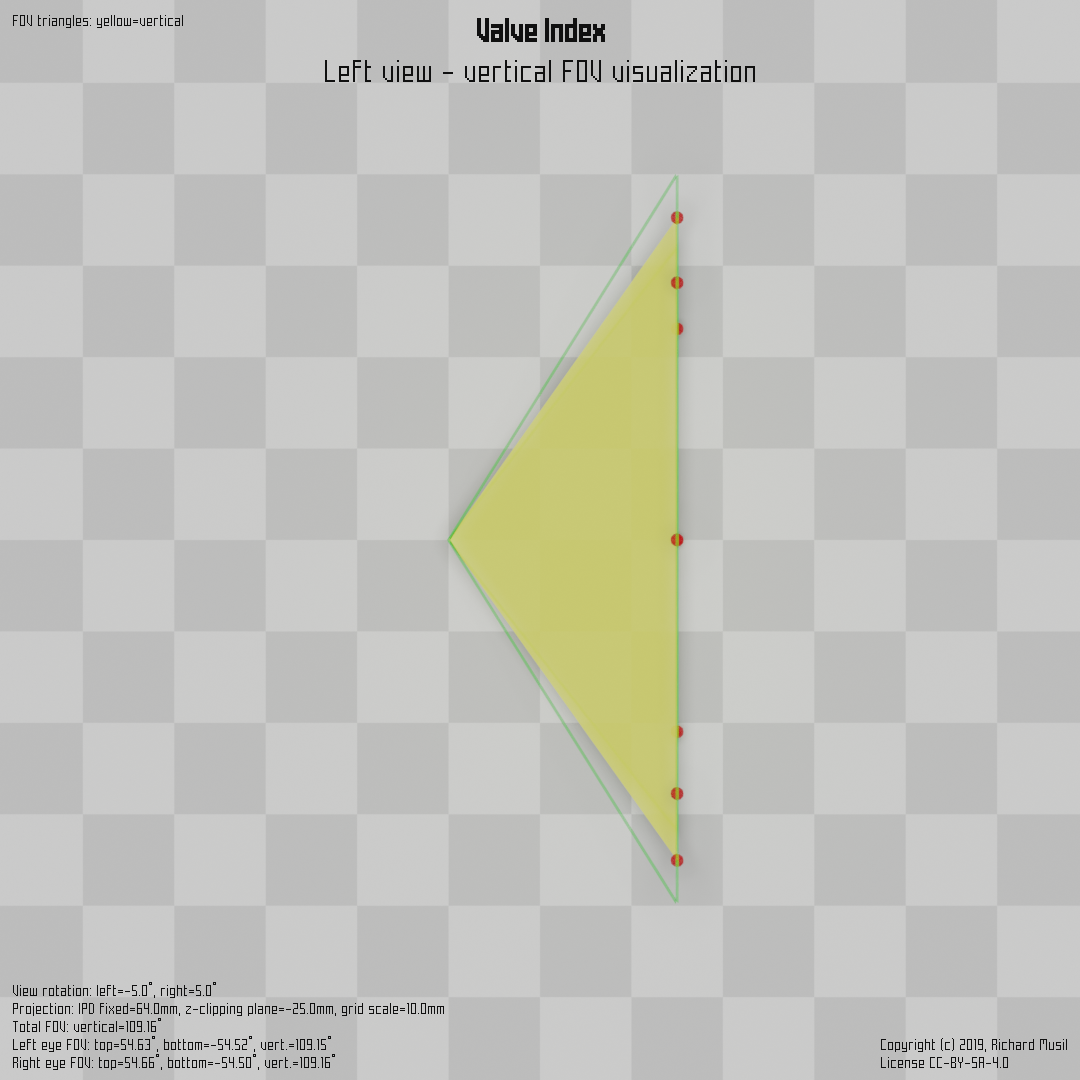 FOV triangles: yellow=vertical
Valve Index
Left view - vertical FOV visualization
View rotation: left=-5.0°, right=5.0°
Projection: IPD fixed=64.0mm, z-clipping plane=-25.0mm, grid scale=10.0mm
Total FOV: vertical=109.16°
Left eye FOV: top=54.63°, bottom=-54.52°, vert.=109.15°
Right eye FOV: top=54.66°, bottom=-54.50°, vert.=109.16°
Copyright (c) 2019, Richard Musil
License CC-BY-SA-4.0